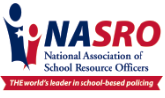 NASRO
National Association of
School Resource Officers
THE world's leader in school-based policing